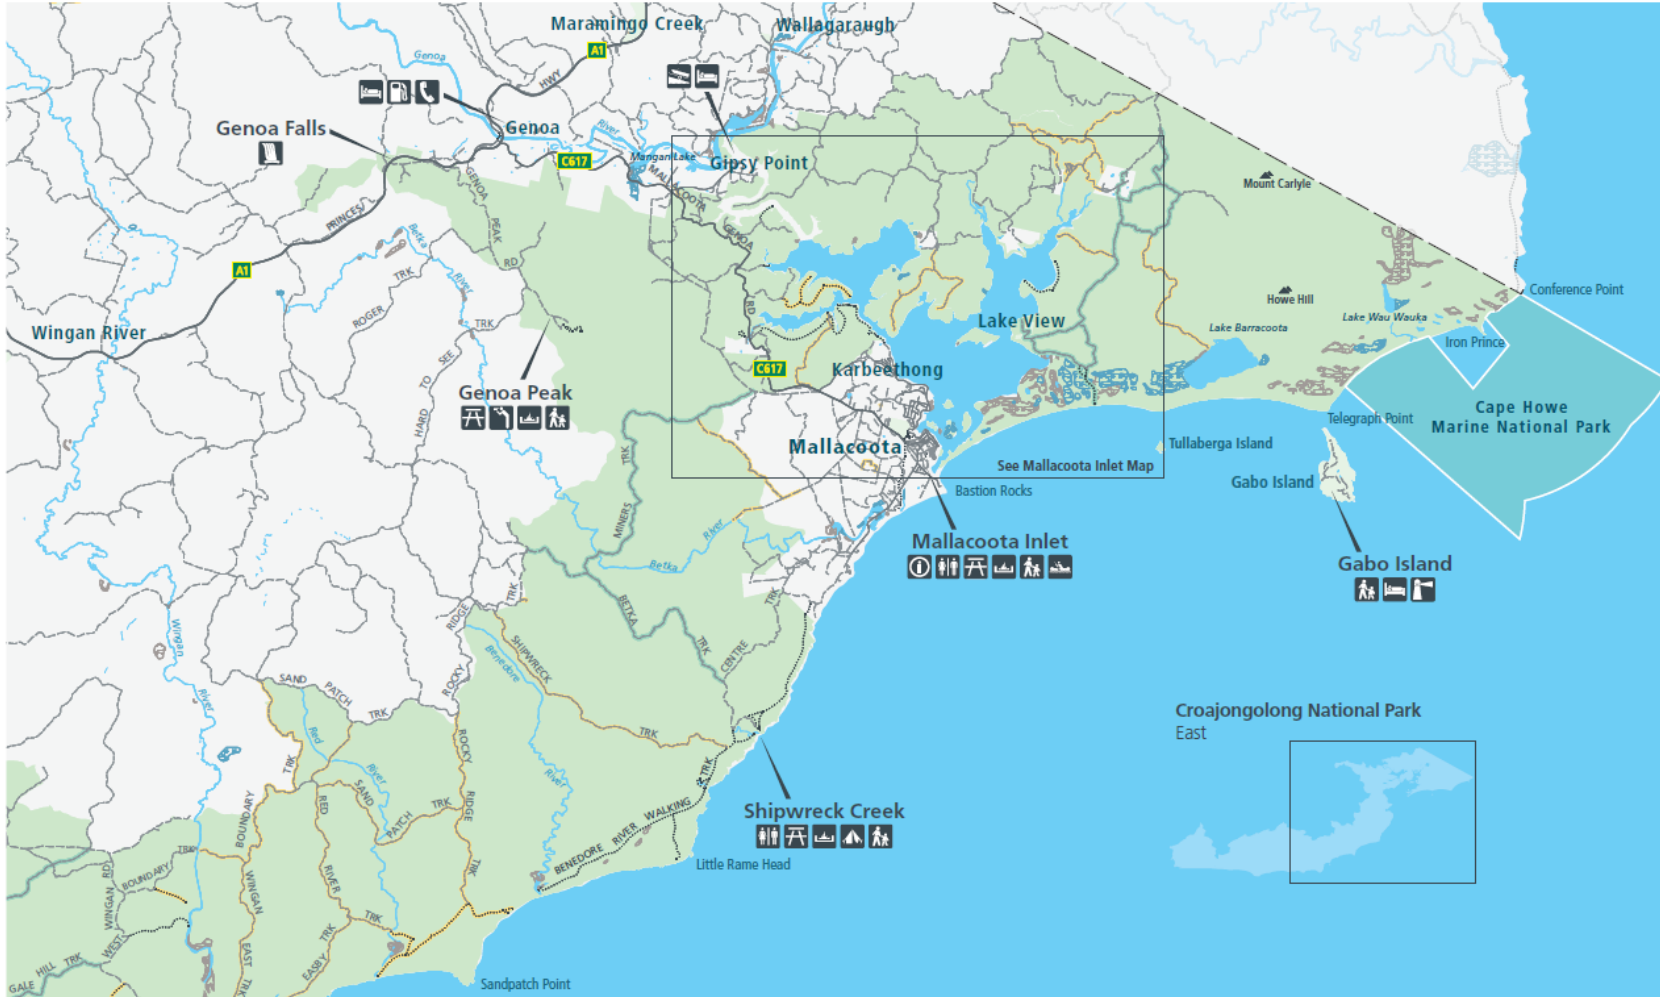 Maramingo Creek
Wallagaraugh
A1
HWY
Genoa
Genoa
River
Genoa Falls
C617
Mangan Lake
Gipsy Point
MALLACOOTA
GENOA
RD
C617
GENOA
PEAK
RD
PRINCES
A1
Betka
River
Wingan River
ROGER
TRK
HARD
TO
SEE
TRK
Genoa Peak
Mount Carlyle
Howe Hill
Conference Point
Lake Wau Wauka
Lake Barracoota
Iron Prince
Lake View
Karbeethong
Mallacoota
See Mallacoota Inlet Map
Bastion Rocks
Telegraph Point
Tullaberga Island
Gabo Island
Cape Howe
Marine National Park
Mallacoota Inlet
Gabo Island
MINERS
TRK
Betka
River
BETKA
TRK
CENTRE
TRK
Wingan
River
RIDGE
TRK
ROCKY
SHIPWRECK
TRK
Benedore
River
SAND
PATCH
TRK
Red
River
ROCKY
RIDGE
TRK
SAND
PATCH
TRK
BOUNDARY
TRK
RED
RIVER
TRK
Shipwreck Creek
BENEDORE
RIVER
WALKING
TRK
Little Rame Head
Croajongolong National Park
East
BOUNDARY
TRK
WINGAN
RD
WEST
WINGAN
EAST
TRK
EASBY
TRK
GALE
HILL
TRK
Sandpatch Point